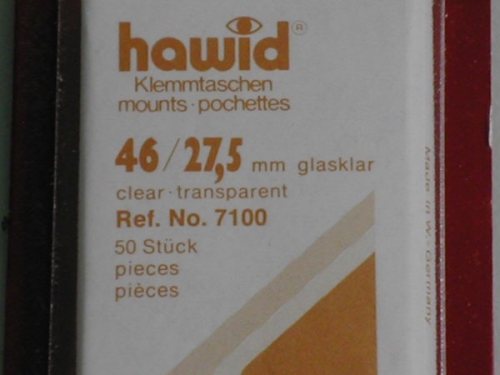 hawid®
Klemmtaschen
mounts · pochettes
46/27,5 mm glasklar
clear · transparent
Ref. No. 7100
50 Stück
pieces
pièces
Made in W.-Germany